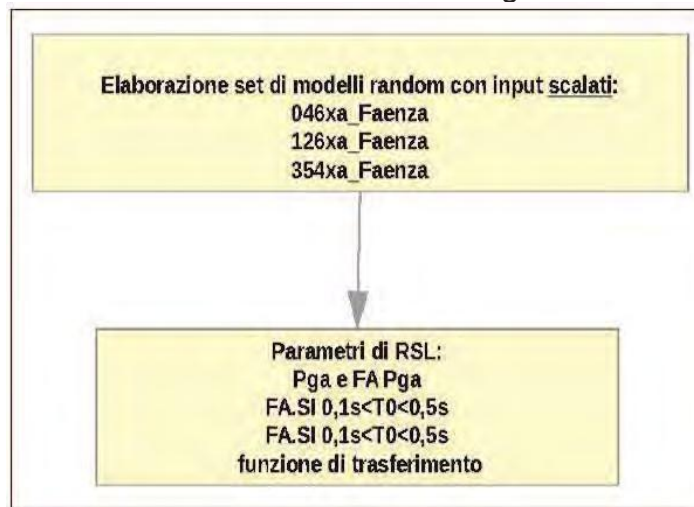 Elaborazione set di modelli random con input scalati:
046xa_Faenza
126xa_Faenza
354xa_Faenza
Parametri di RSL:
Pga e FA Pga
FA.SI 0,1s<T0<0,5s
FA.SI 0,1s<T0<0,5s
funzione di trasferimento